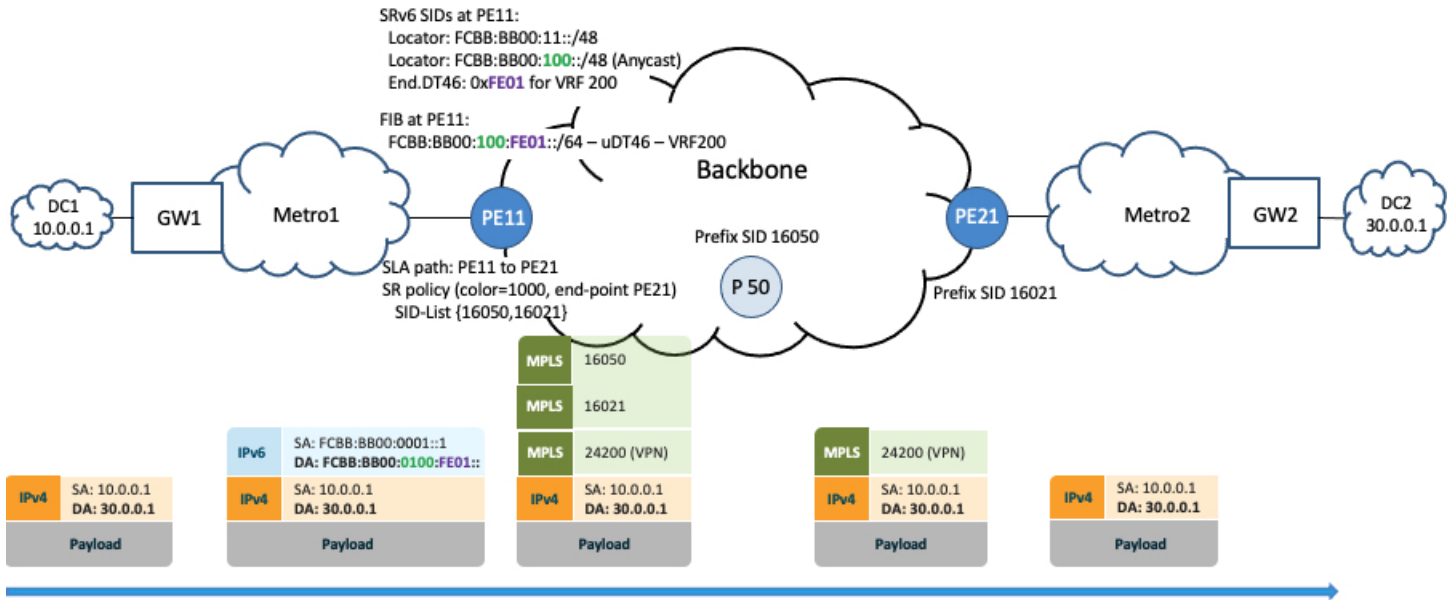 SRv6 SIDs at PE11:
Locator: FCBB:BB00:11::/48
Locator: FCBB:BB00:100::/48 (Anycast)
End.DT46: 0xFE01 for VRF 200
FIB at PE11:
FCBB:BB00:100:FE01::/64 – uDT46 – VRF200
Backbone
DC1
10.0.0.1
GW1
Metro1
PE11
PE21
Metro2
GW2
DC2
30.0.0.1
Prefix SID 16050
P 50
SLA path: PE11 to PE21
SR policy (color=1000, end-point PE21)
SID-List {16050,16021}
Prefix SID 16021
IPv4
SA: 10.0.0.1
DA: 30.0.0.1
Payload
IPv6
SA: FCBB:BB00:0001::1
DA: FCBB:BB00:0100:FE01::
IPv4
SA: 10.0.0.1
DA: 30.0.0.1
Payload
MPLS 16050
MPLS 16021
MPLS 24200 (VPN)
IPv4
SA: 10.0.0.1
DA: 30.0.0.1
Payload
MPLS 24200 (VPN)
IPv4
SA: 10.0.0.1
DA: 30.0.0.1
Payload
IPv4
SA: 10.0.0.1
DA: 30.0.0.1
Payload